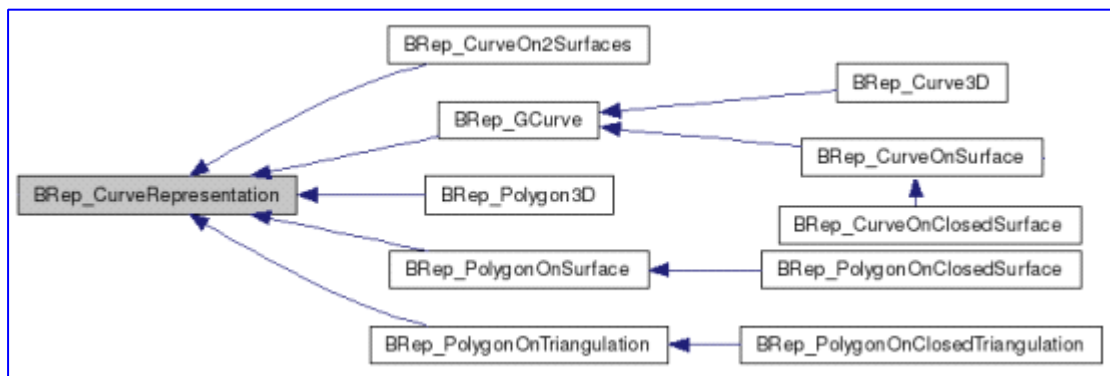 BRep_CurveOn2Surfaces
BRep_Curve3D
BRep_GCurve
BRep_CurveOnSurface
BRep_CurveRepresentation
BRep_Polygon3D
BRep_CurveOnClosedSurface
BRep_PolygonOnSurface
BRep_PolygonOnClosedSurface
BRep_PolygonOnTriangulation
BRep_PolygonOnClosedTriangulation